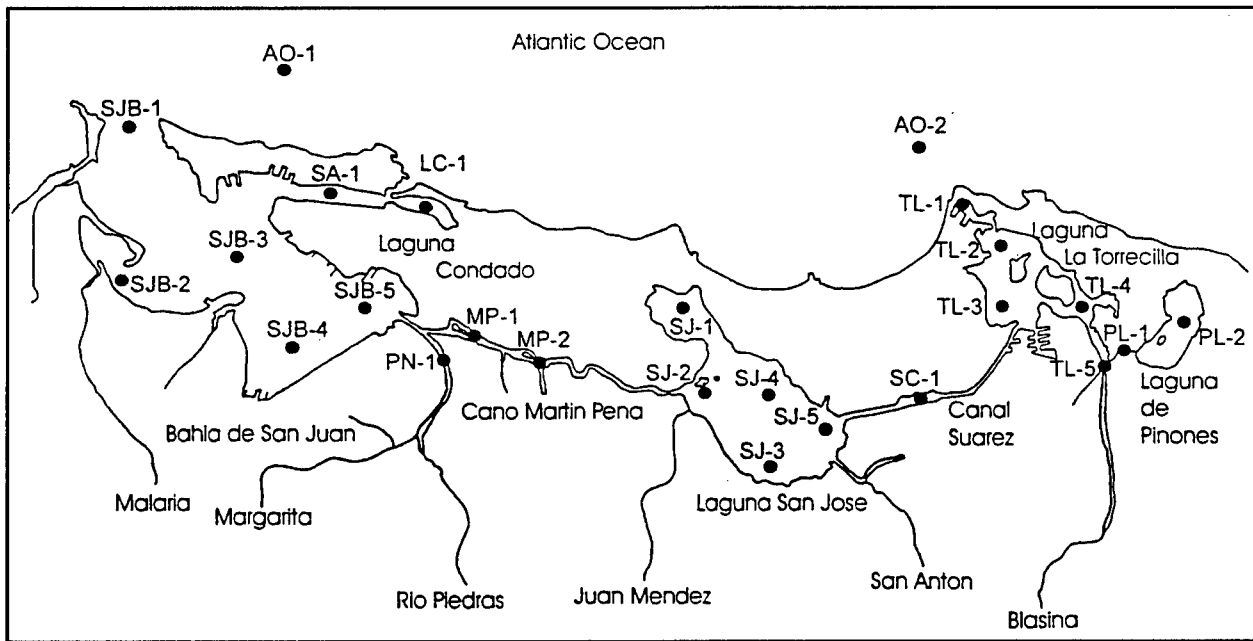 Atlantic Ocean
AO-1
SJB-1
AO-2
LC-1
SA-1
TL-1
Laguna
TL-2
La Torrecilla
SJB-3
Laguna
Condado
SJB-2
SJB-5
TL-4
TL-3
MP-1
SJ-1
PL-1
PL-2
SJB-4
MP-2
PN-1
TL-5
SJ-2
SJ-4
SC-1
Laguna
de
Pinones
Cano Martin Pena
SJ-5
Canal
Suarez
Bahla de San Juan
SJ-3
Malaria
Margarita
Laguna San Jose
San Anton
Rio Piedras
Juan Mendez
Blasina